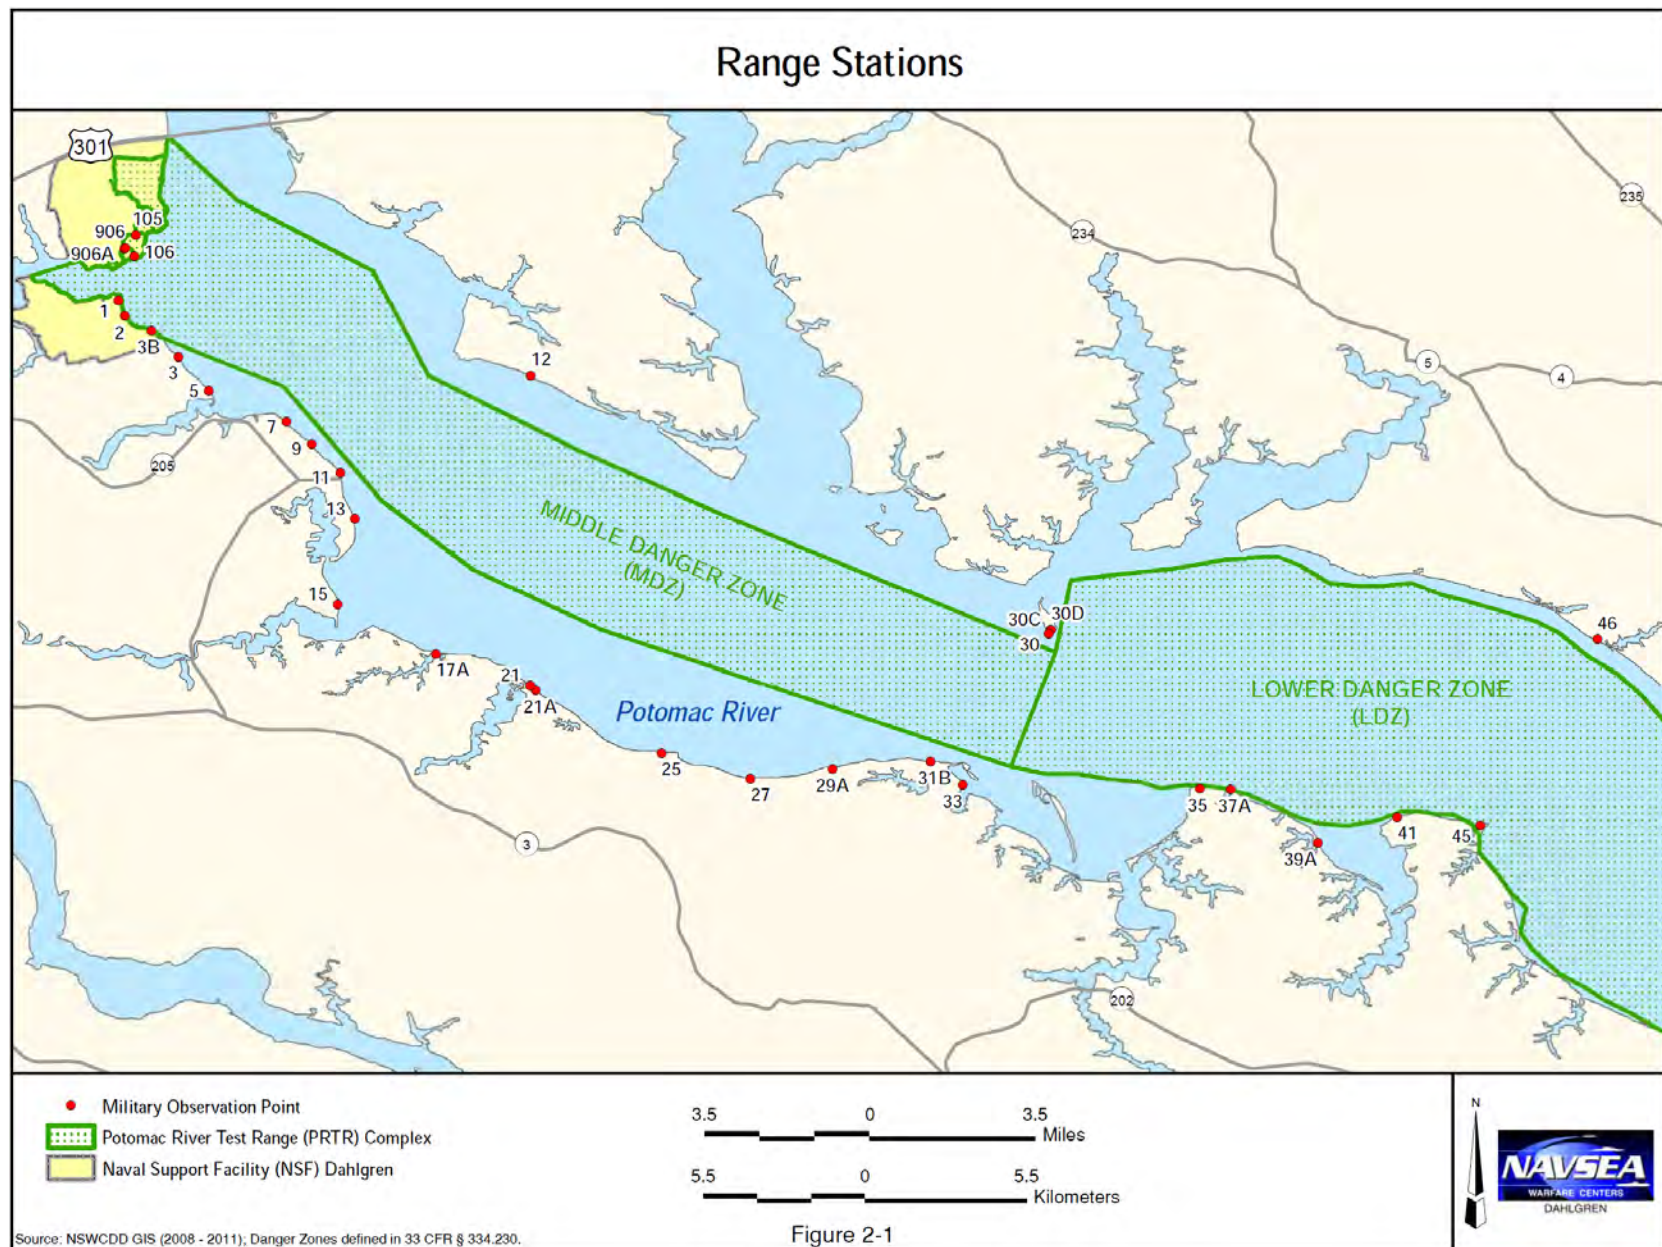 Range Stations
301
235
105
906
234
906A
106
1
2
3B
12
3
5
4
5
7
9
205
11
13
MIDDLE DANGER ZONE
(MDZ)
15
30C
30D
46
30
17A
21
LOWER DANGER ZONE
(LDZ)
21A
Potomac River
25
31B
29A
27
33
35
37A
41
45
3
39A
202
Military Observation Point
Potomac River Test Range (PRTR) Complex
Naval Support Facility (NSF) Dahlgren
3.5 0 3.5
Miles
5.5 0 5.5
Kilometers
N
NAVSEA
WARFARE CENTERS
DAHLGREN
Source: NSWCDD GIS (2008 - 2011); Danger Zones defined in 33 CFR § 334.230.
Figure 2-1